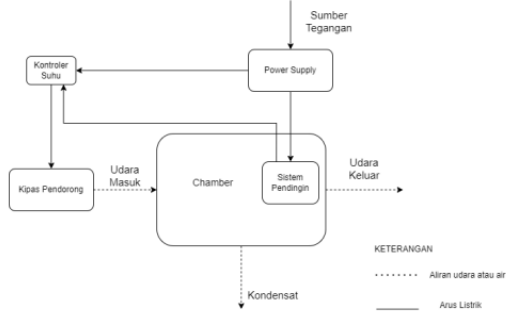 Sumber
Tegangan
Kontroler
Suhu
Power Supply
Udara
Masuk
Udara
Keluar
Kipas Pendorong
Chamber
Sistem
Pendingin
KETERANGAN
Aliran udara atau air
Kondensat
Arus Listrik